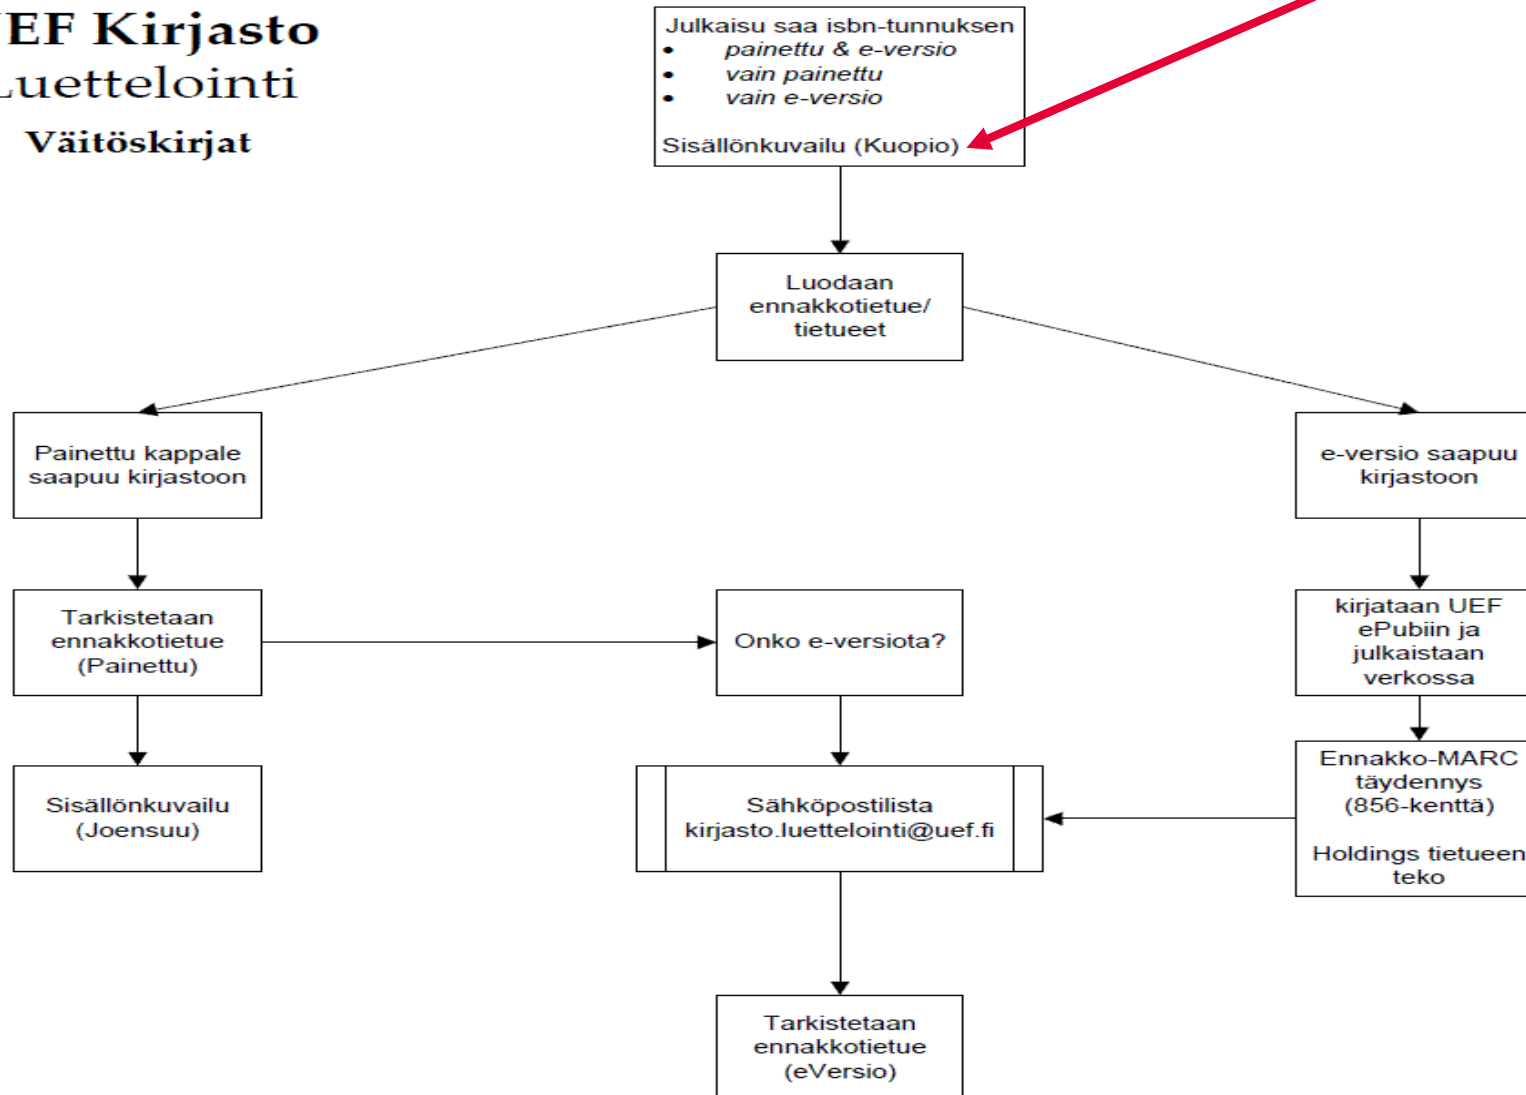 EF Kirjasto
Luettelointi
Väitöskirjat
Julkaisu saa isbn-tunnuksen
• painettu & e-versio
• vain painettu
• vain e-versio
Sisällönkuvailu (Kuopio)
Luodaan
ennakkotietue/
tietueet
Painettu kappale
saapuu kirjastoon
e-versio saapuu
kirjastoon
Tarkistetaan
ennakkotietue
(Painettu)
Onko e-versiota?
kirjataan UEF
ePubiin ja
julkaistaan
verkossa
Sisällönkuvailu
(Joensuu)
Sähköpostilista
kirjasto.luettelointi@uef.fi
Ennakko-MARC
täydennys
(856-kenttä)
Holdings tietueen
teko
Tarkistetaan
ennakkotietue
(eVersio)